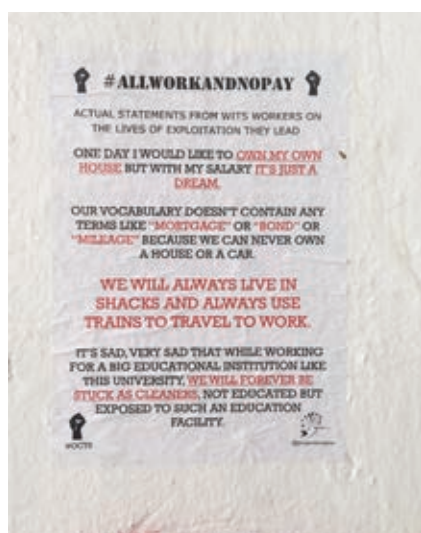 #ALLWORKANDNOPAY
ACTUAL STATEMENTS FROM WITS WORKERS ON
THE LIVES OF EXPLOITATION THEY LEAD
ONE DAY I WOULD LIKE TO OWN MY OWN
HOUSE BUT WITH MY SALARY IT'S JUST A
DREAM.
OUR VOCABULARY DOESN'T CONTAIN ANY
TERMS LIKE "MORTGAGE" OR "BOND" OR
"MILEAGE" BECAUSE WE CAN NEVER OWN
A HOUSE OR A CAR.
WE WILL ALWAYS LIVE IN
SHACKS AND ALWAYS USE
TRAINS TO TRAVEL TO WORK.
IT'S SAD, VERY SAD THAT WHILE WORKING
FOR A BIG EDUCATIONAL INSTITUTION LIKE
THIS UNIVERSITY, WE WILL FOREVER BE
STUCK AS CLEANERS, NOT EDUCATED BUT
EXPOSED TO SUCH AN EDUCATION
FACILITY.
#OCT6